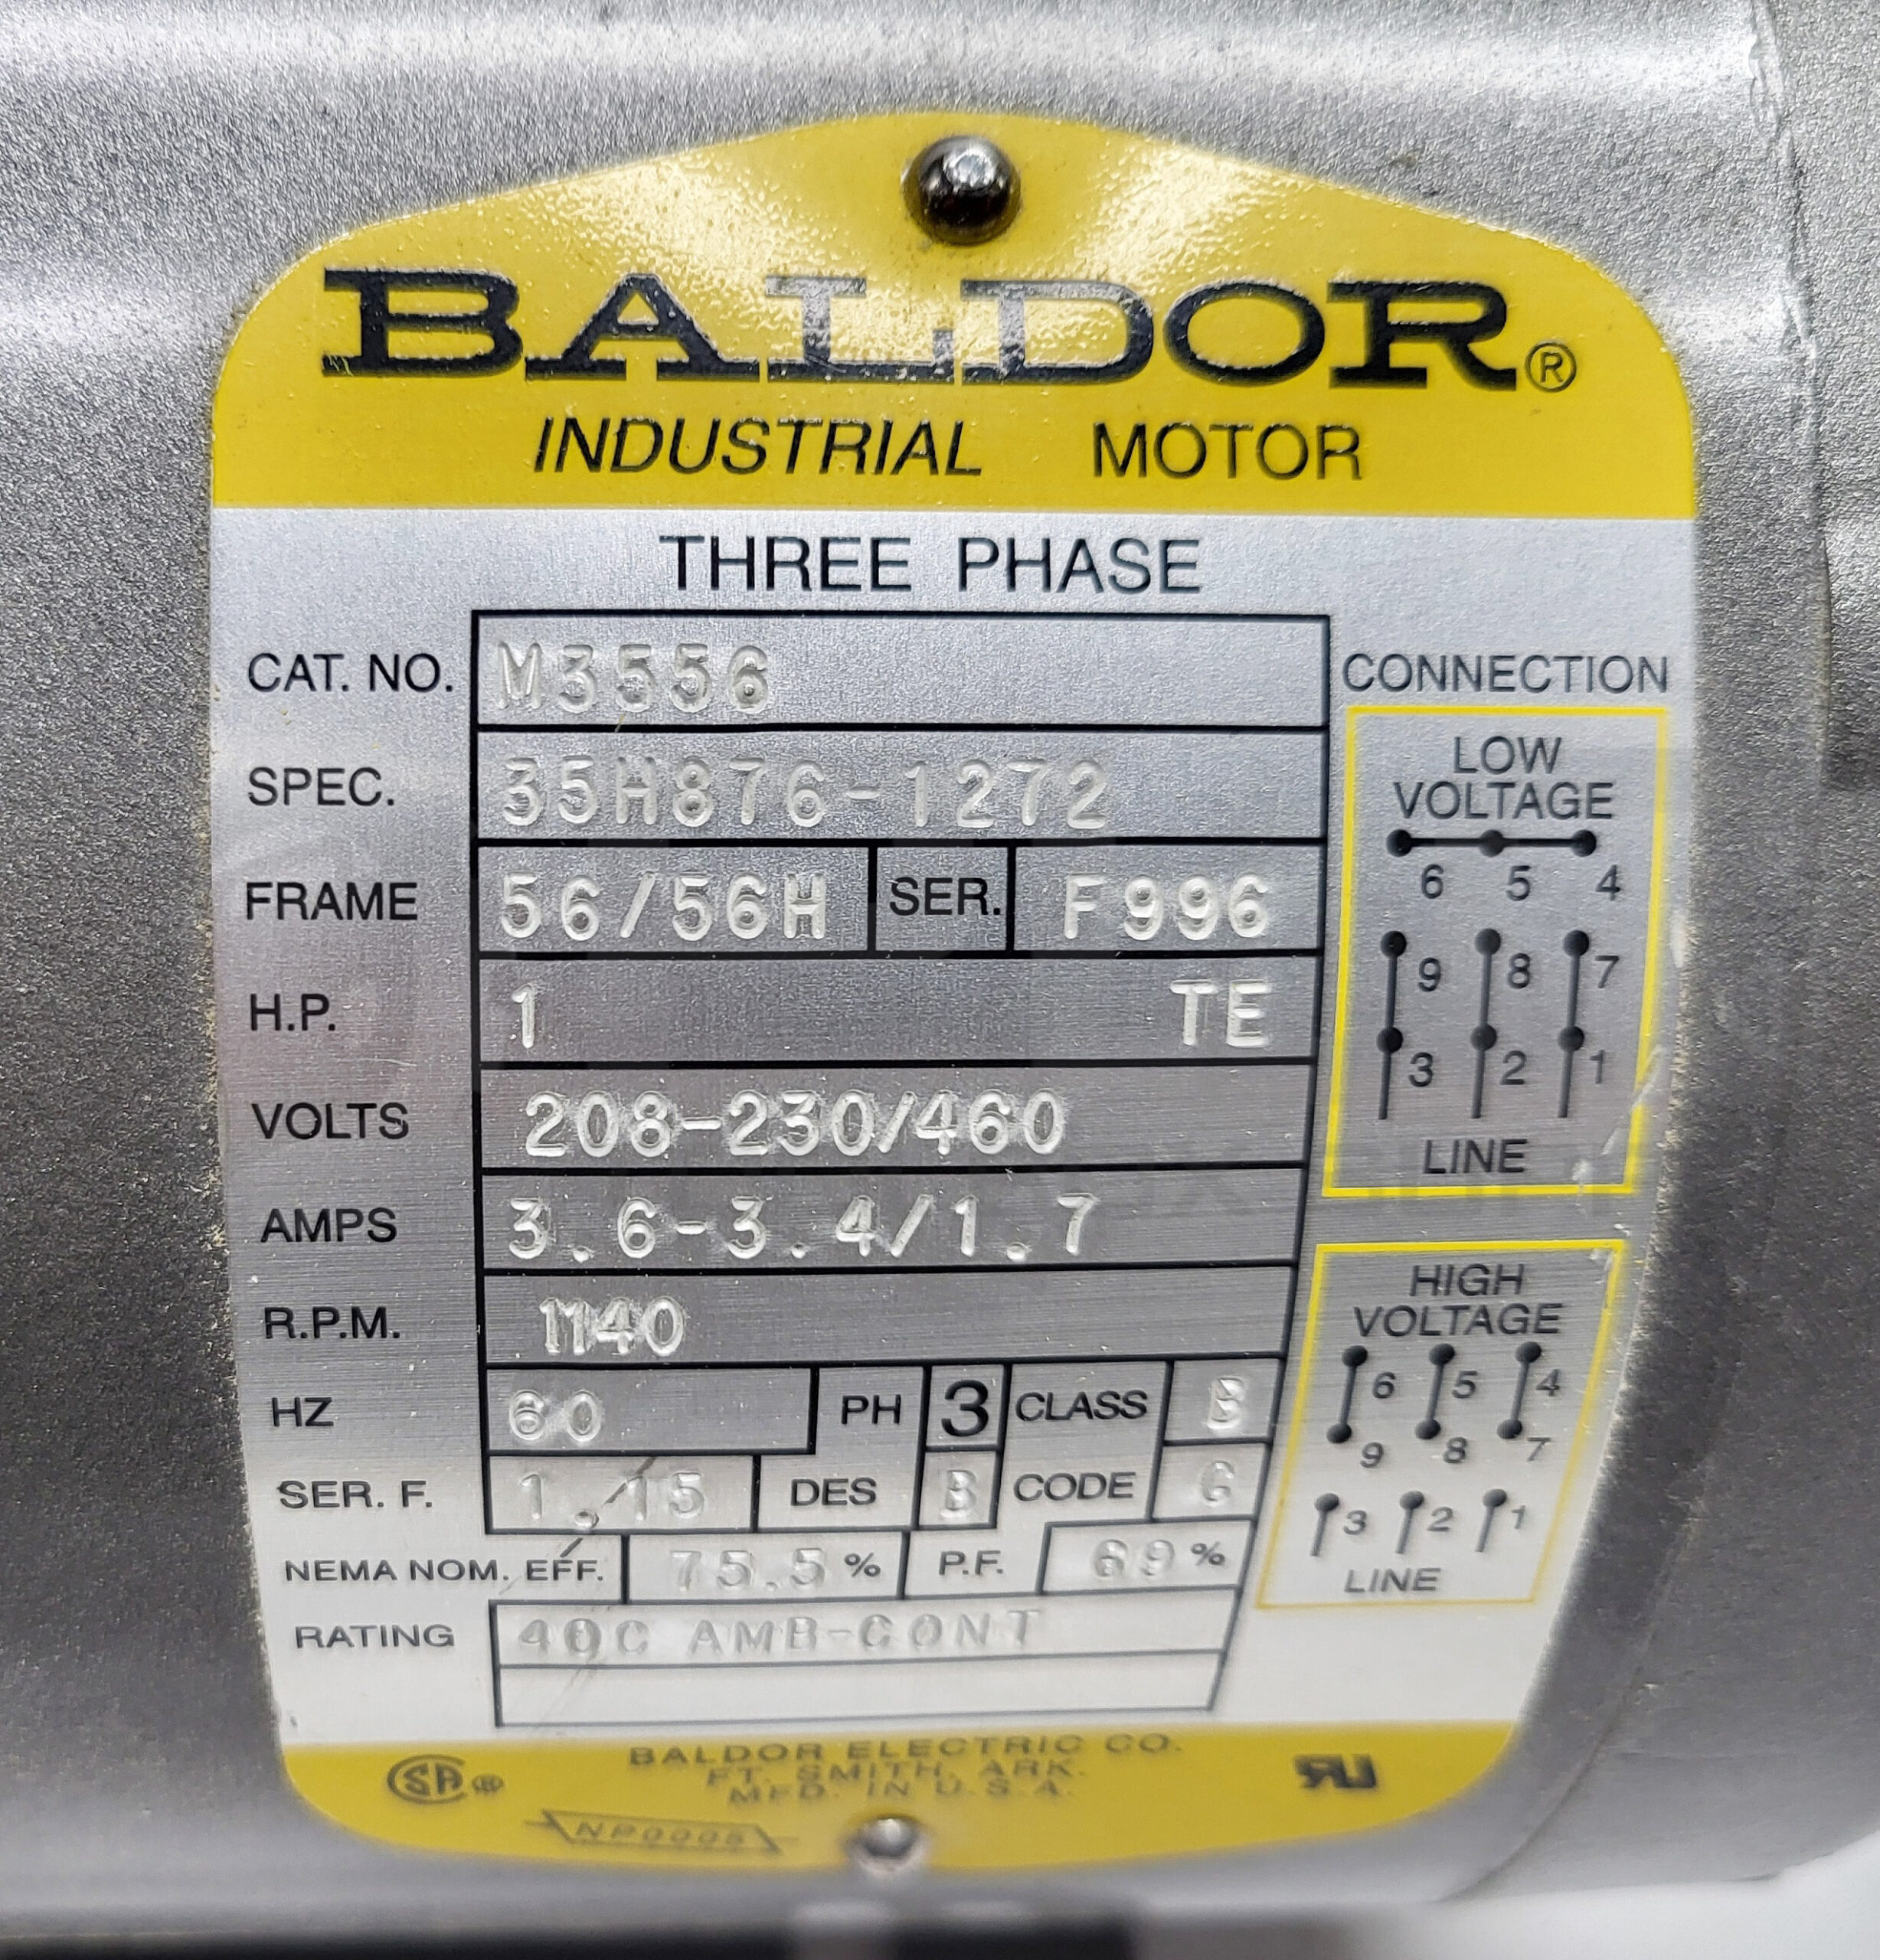 BALDOR®
INDUSTRIAL MOTOR
THREE PHASE
CAT. NO. M3556
SPEC. 35H876-1272
FRAME 56/56H SER. F996
H.P. 1 TE
VOLTS 208-230/460
AMPS 3.6-3.4/1.7
R.P.M. 1140
HZ 60 PH 3 CLASS B
SER. F. 1.15 DES B CODE G
NEMA NOM. EFF. 75.5 % P.F. 69 %
RATING 40C AMB-CONT
CONNECTION
LOW
VOLTAGE
6 5 4
9 8 7
3 2 1
LINE
HIGH
VOLTAGE
6 5 4
9 8 7
3 2 1
LINE
BALDOR ELECTRIC CO.
FT. SMITH, ARK.
MFD. IN U.S.A.
NP0005